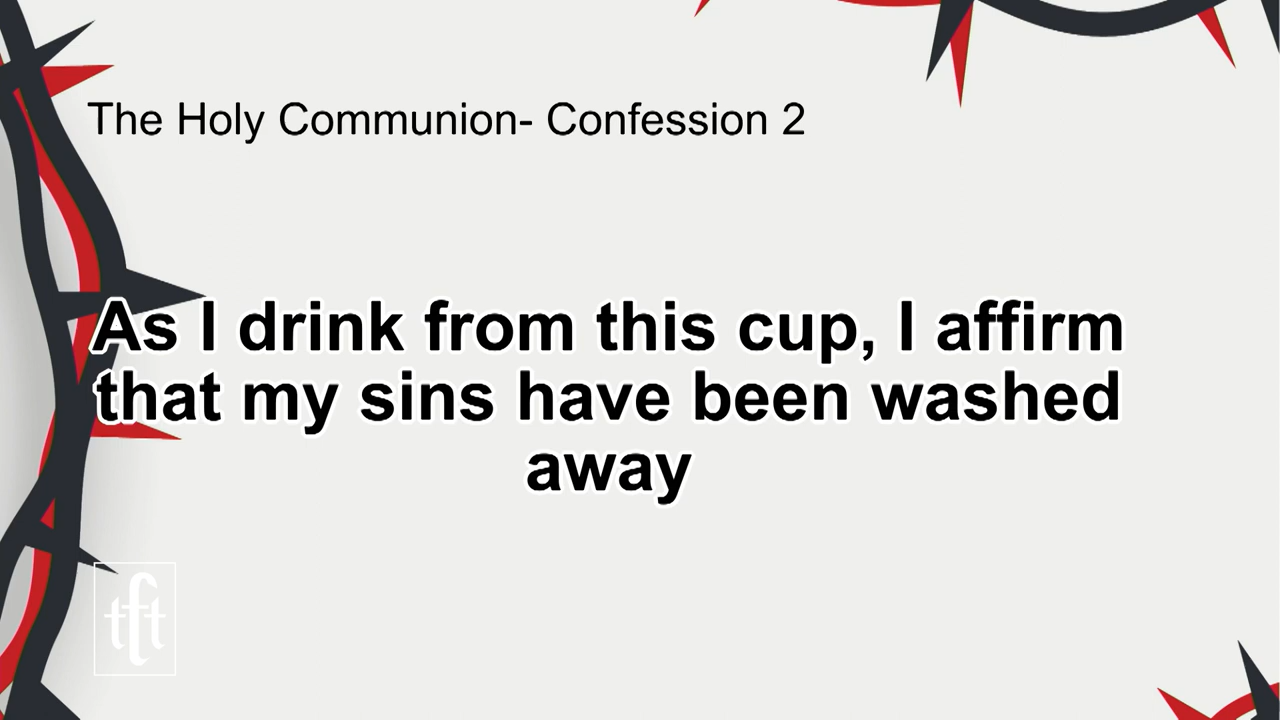 The Holy Communion- Confession 2
As I drink from this cup, I affirm
that my sins have been washed
away
tft